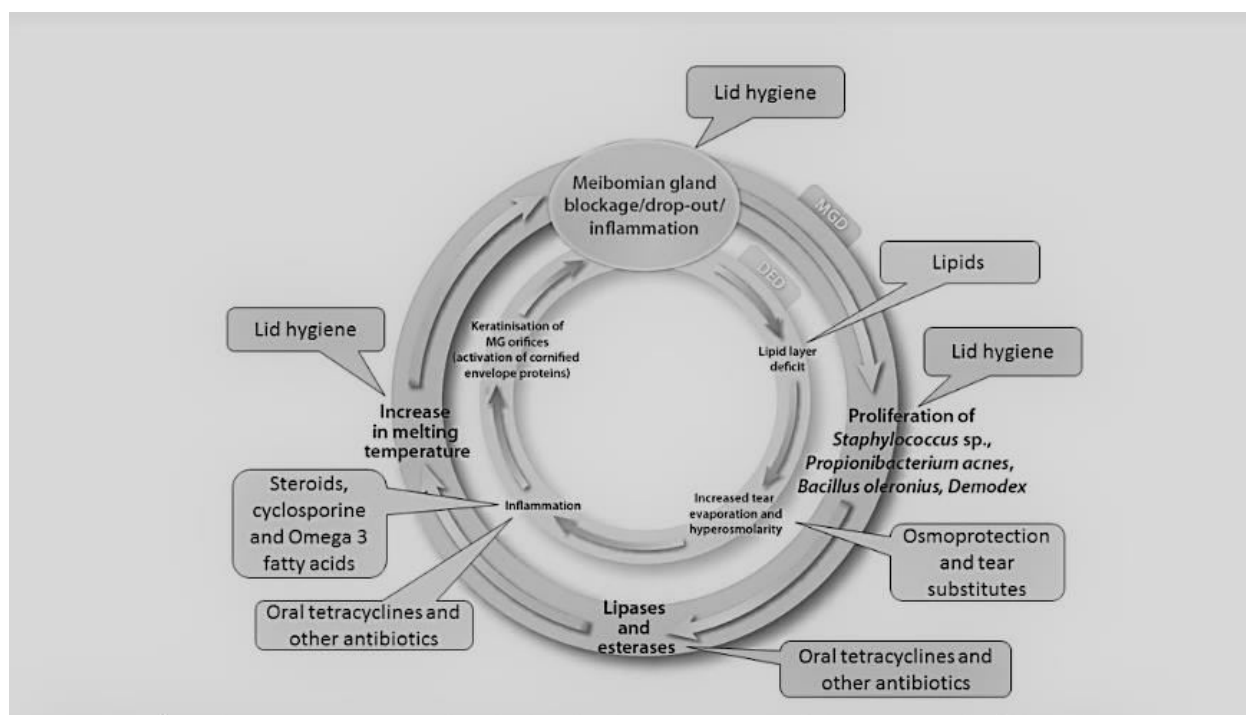 Lid hygiene
Meibomian gland
blockage/drop-out/
inflammation
MGD
DED
Lipids
Lid hygiene
Keratinisation of
MG orifices
(activation of cornified
envelope proteins)
Lipid layer
deficit
Lid hygiene
Increase
in melting
temperature
Proliferation of
Staphylococcus sp.,
Propionibacterium acnes,
Bacillus oleronius, Demodex
Steroids,
cyclosporine
and Omega 3
fatty acids
Inflammation
Increased tear
evaporation and
hyperosmolarity
Osmoprotection
and tear
substitutes
Oral tetracyclines and
other antibiotics
Lipases
and
esterases
Oral tetracyclines and
other antibiotics